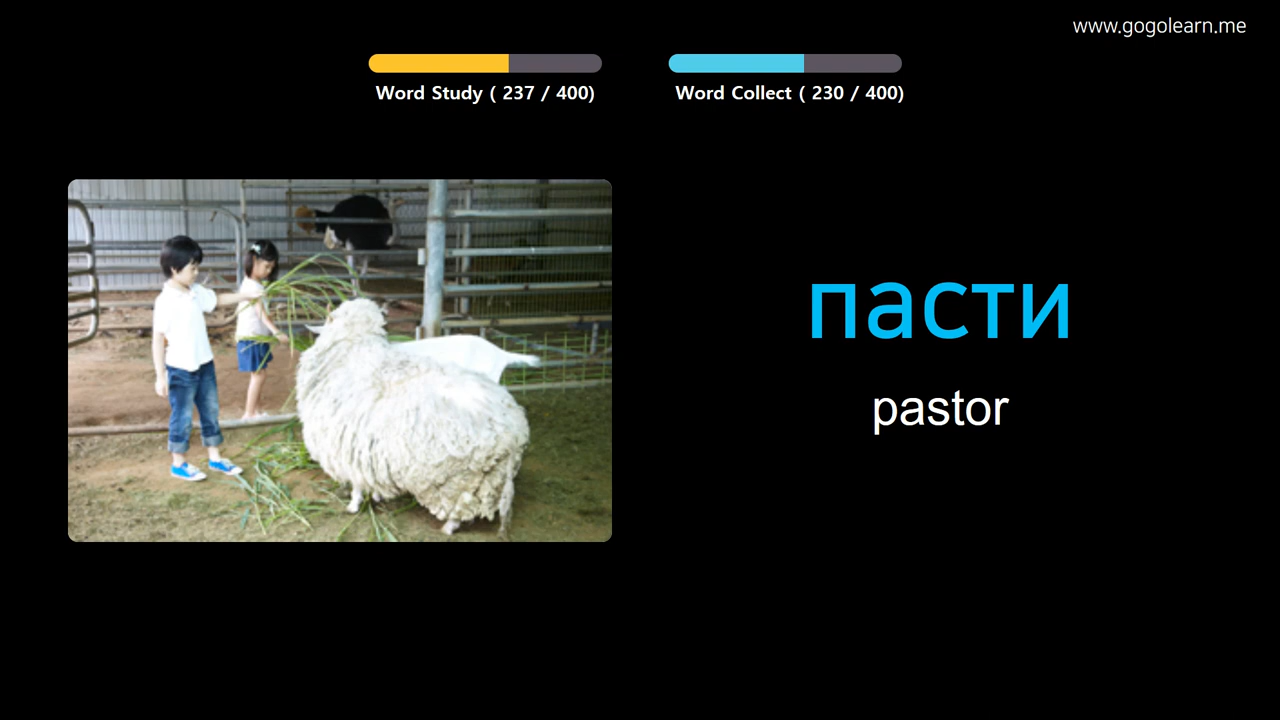 www.gogolearn.me
Word Study ( 237 / 400)
Word Collect ( 230 / 400)
пасти
pastor